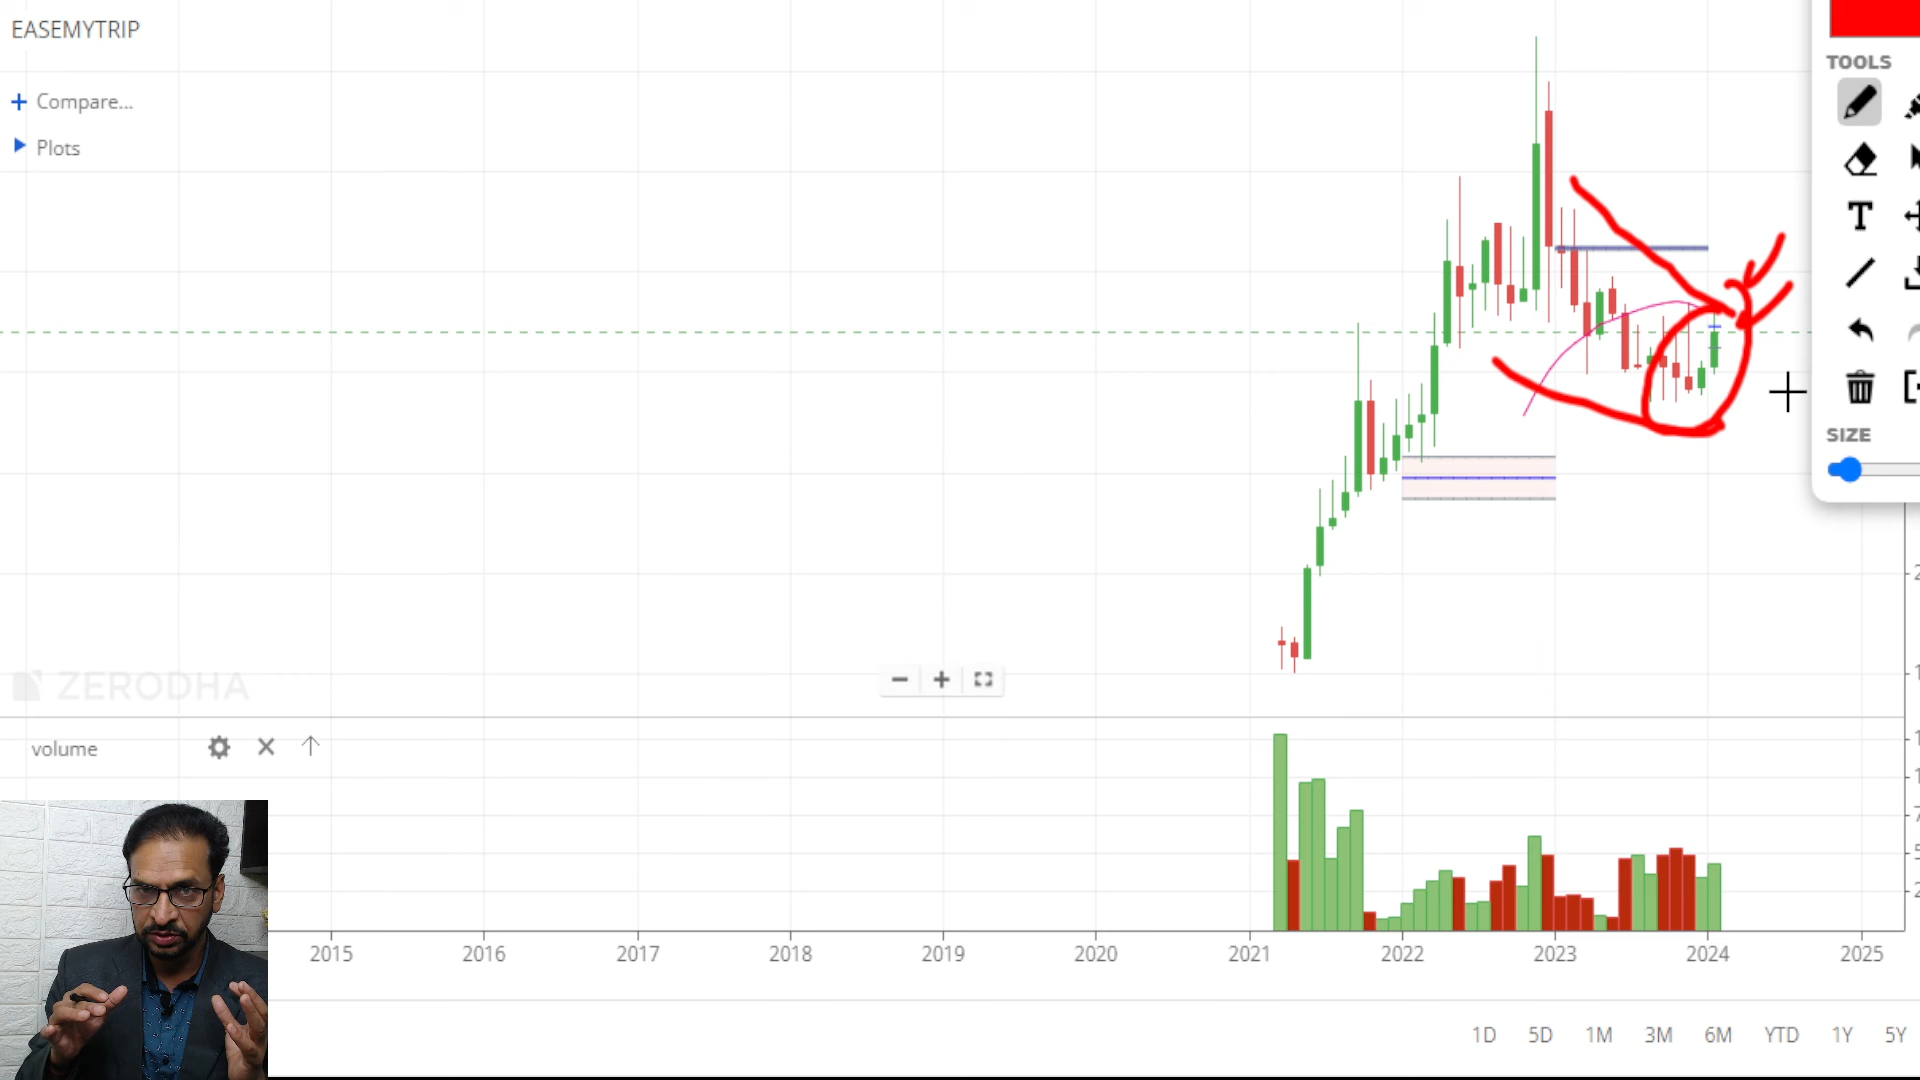 EASEMYTRIP
TOOLS
+ Compare...
Plots
T
SIZE
ZERODHA
volume
2015 2016 2017 2018 2019 2020 2021 2022 2023 2024 2025
1D 5D 1M 3M 6M YTD 1Y 5Y